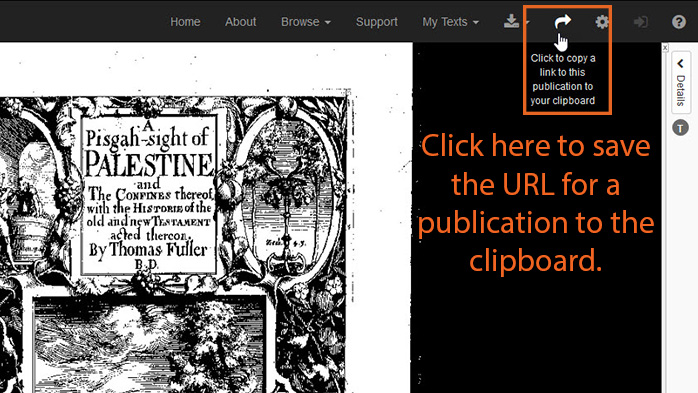 Home About Browse Support My Texts
Click to copy a
link to this
publication to
your clipboard
x
Details
T
Click here to save
the URL for a
publication to the
clipboard.
A
Pisgah-sight of
PALESTINE
and
The CONFINES thereof,
with the HISTORIE of the
old and new TESTAMENT
acted thereon.
By Thomas Fuller
B. D.